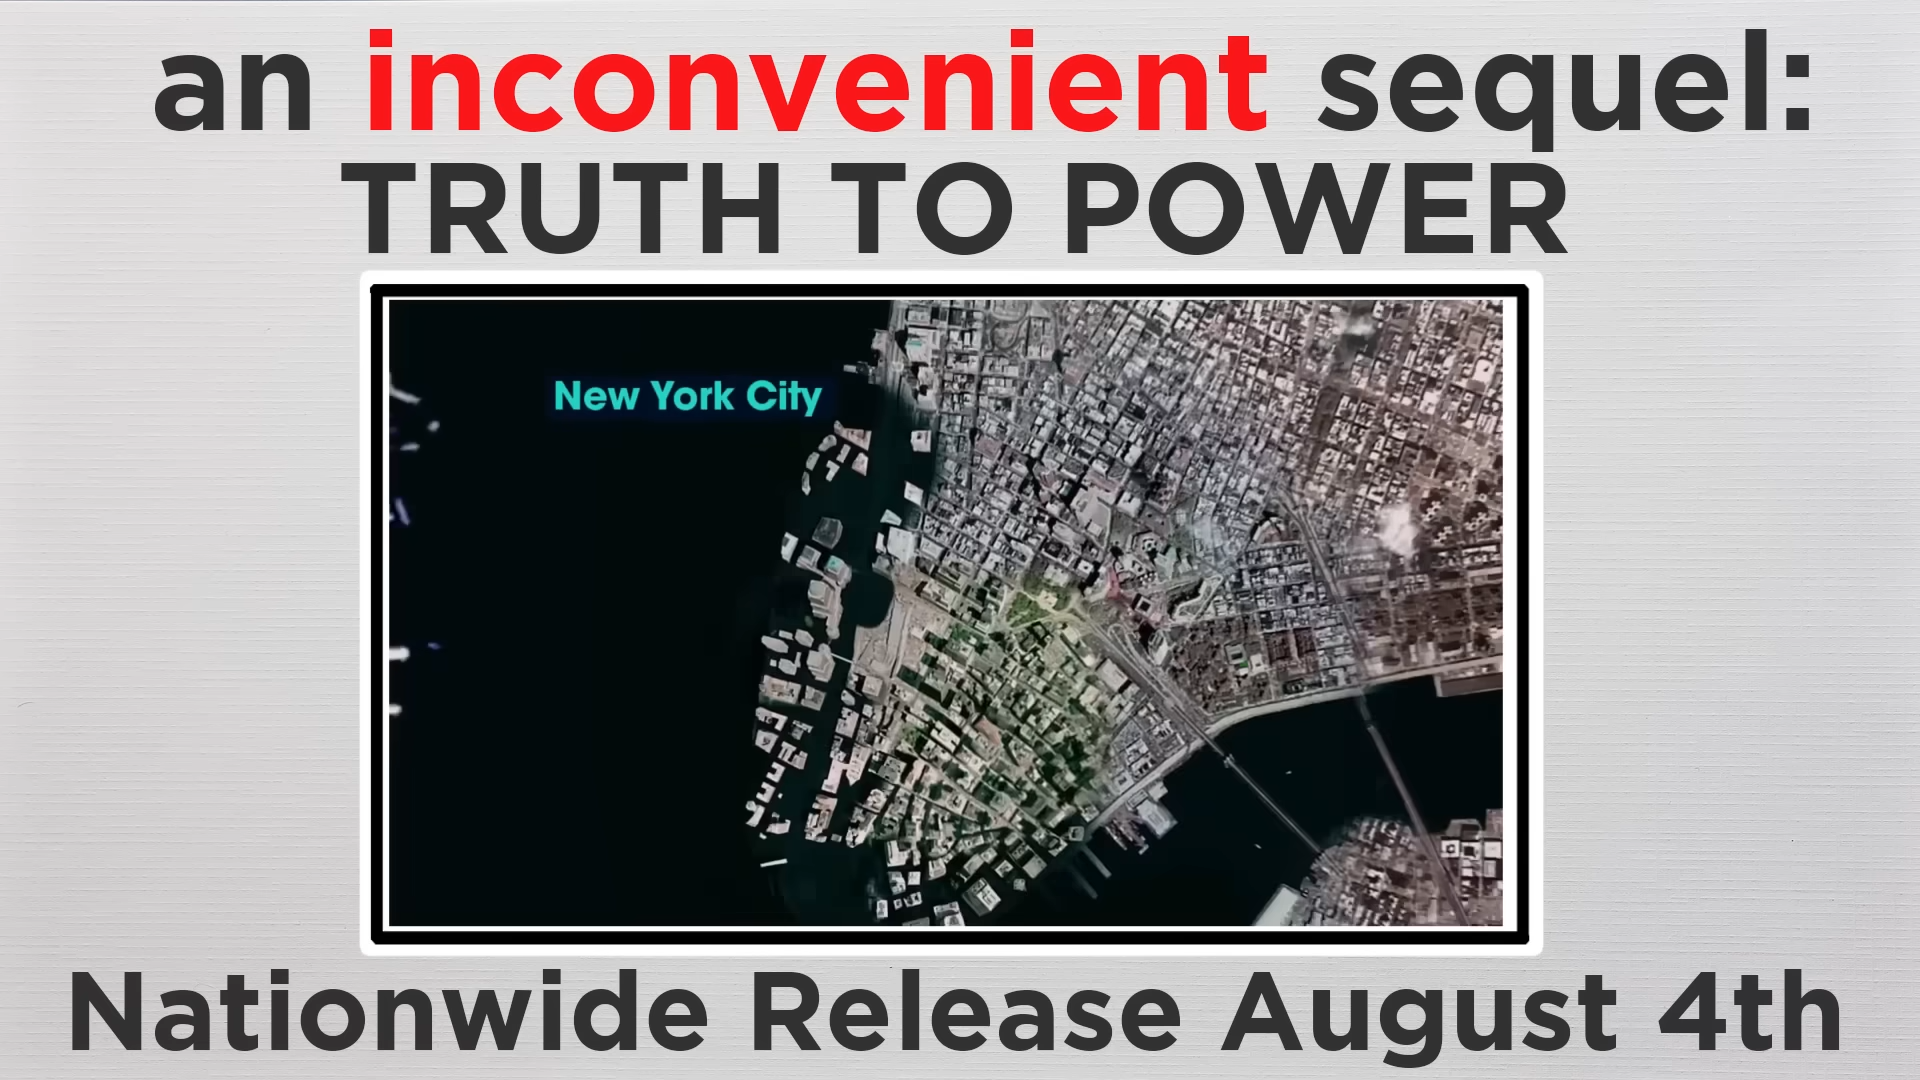 an inconvenient sequel:
TRUTH TO POWER
New York City
Nationwide Release August 4th